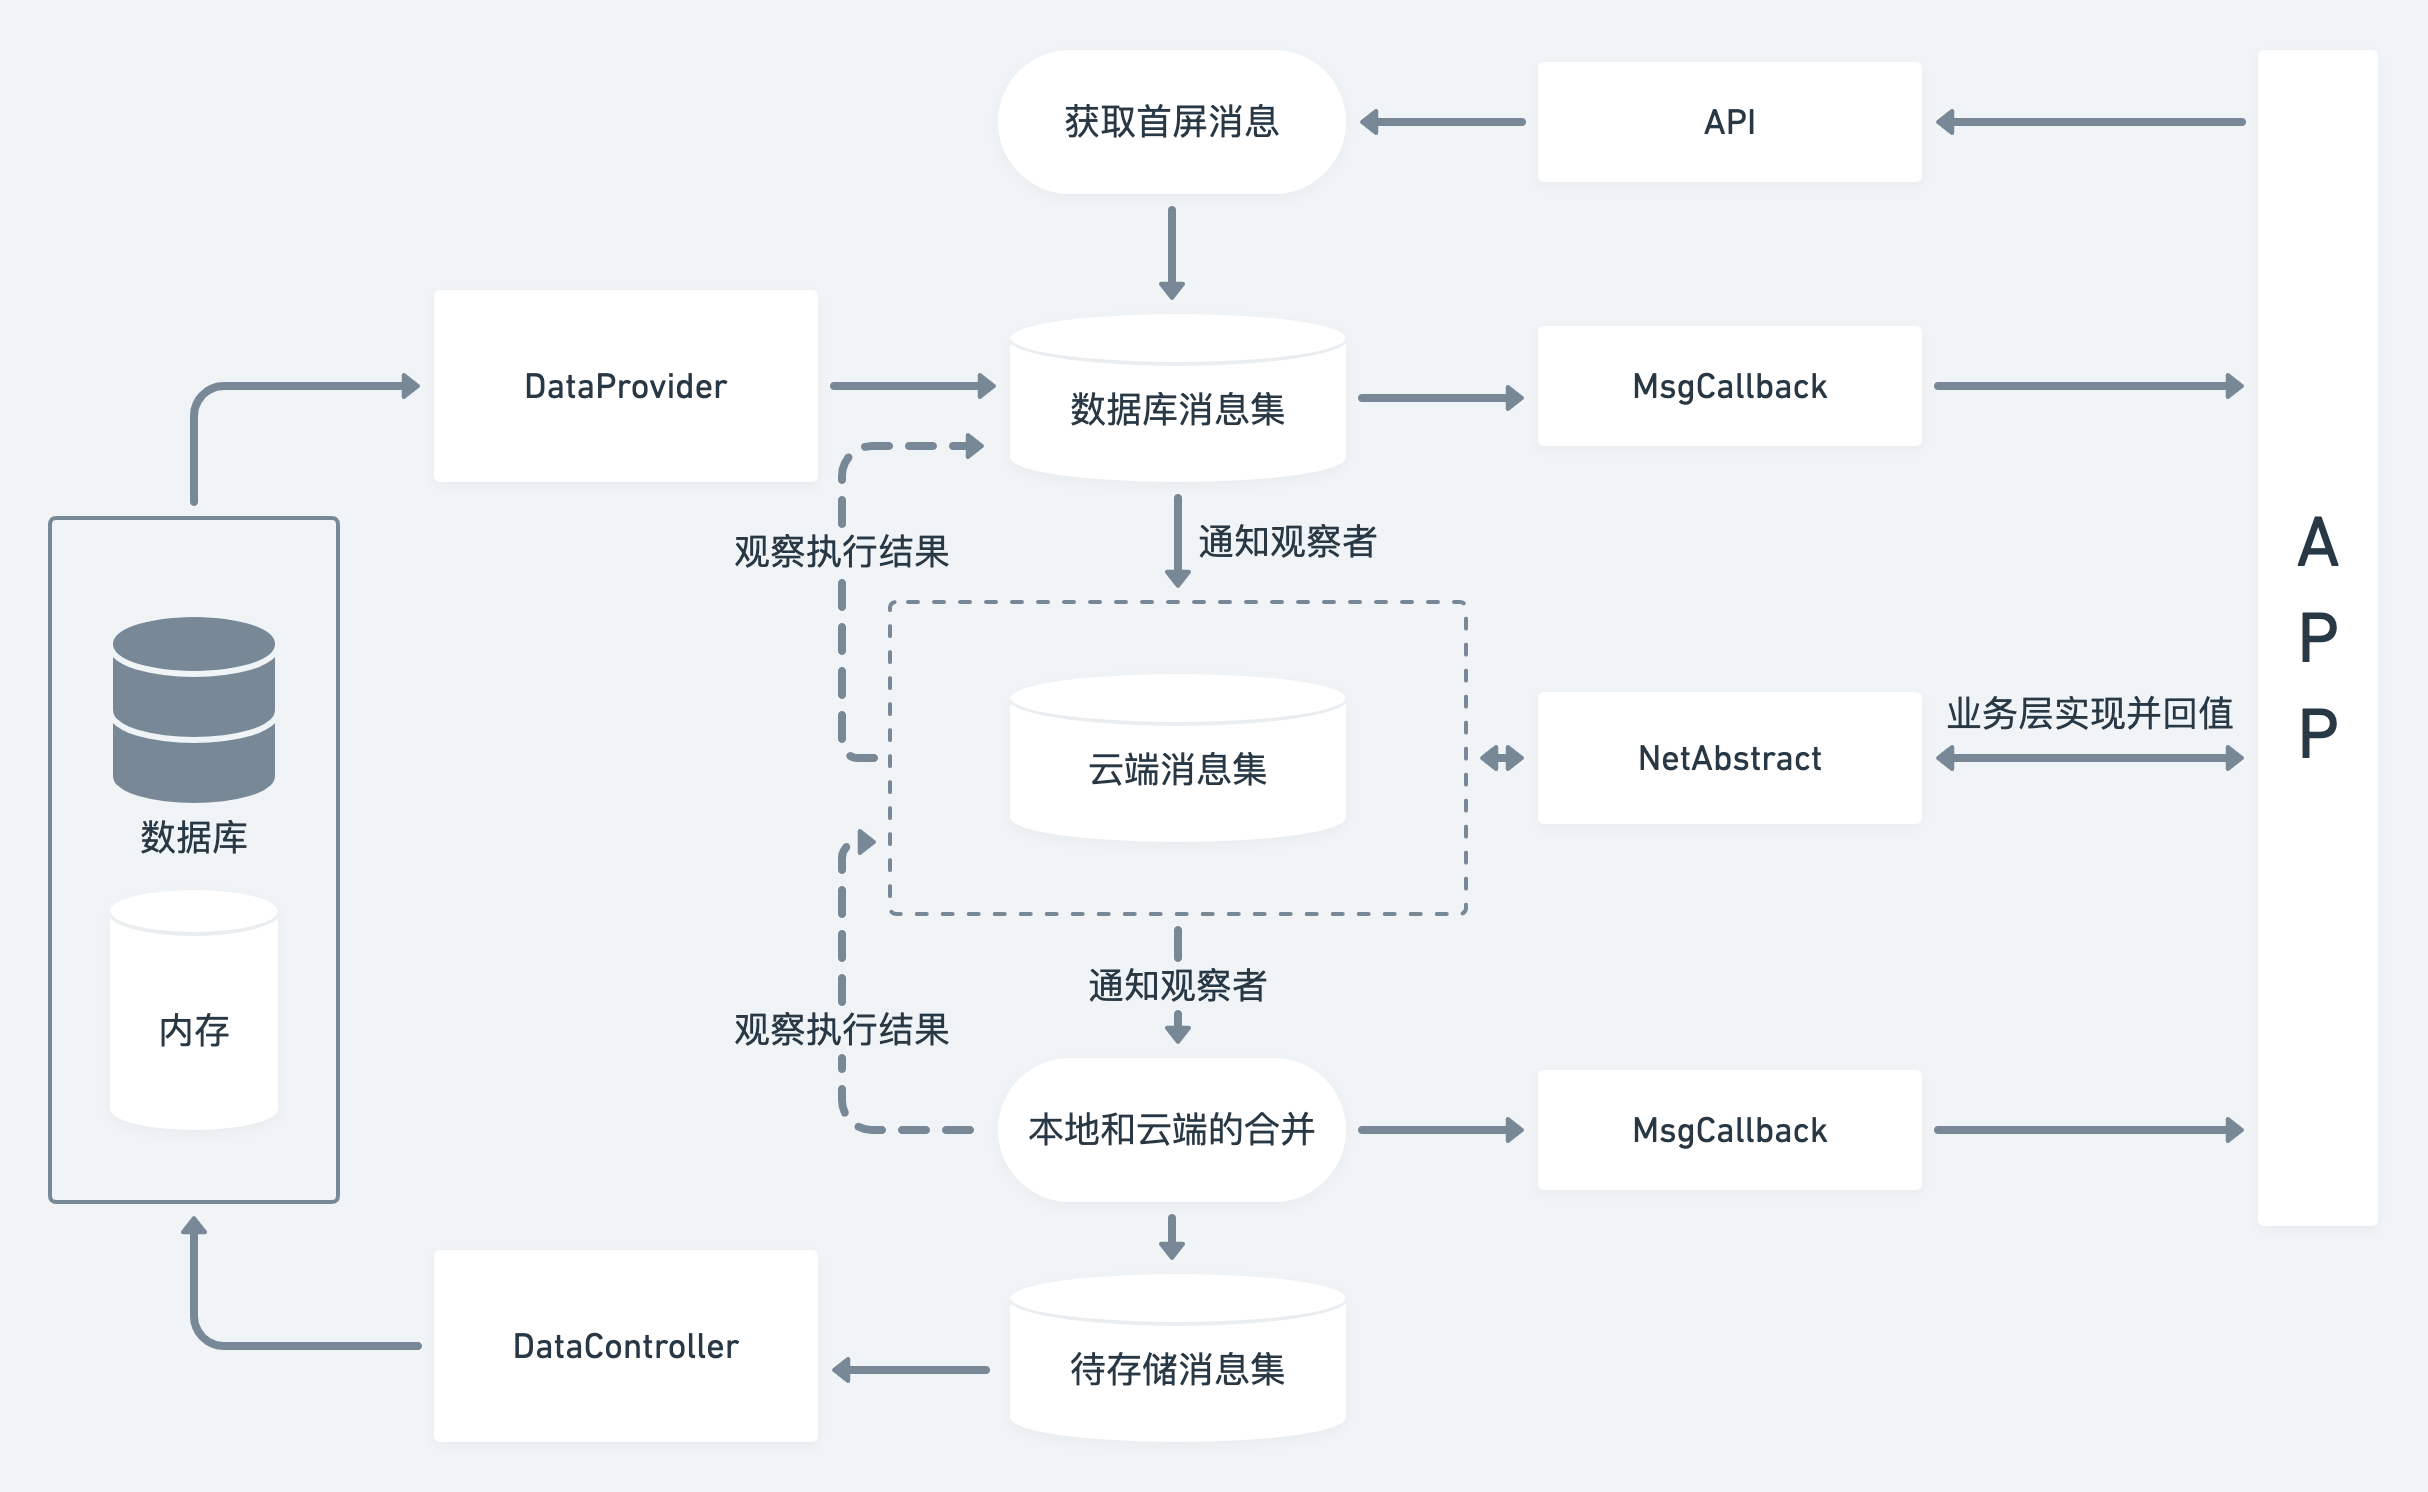 获取首屏消息
API
DataProvider
数据库消息集
MsgCallback
观察执行结果
通知观察者
A
P
P
云端消息集
NetAbstract
业务层实现并回值
数据库
内存
通知观察者
观察执行结果
本地和云端的合并
MsgCallback
DataController
待存储消息集